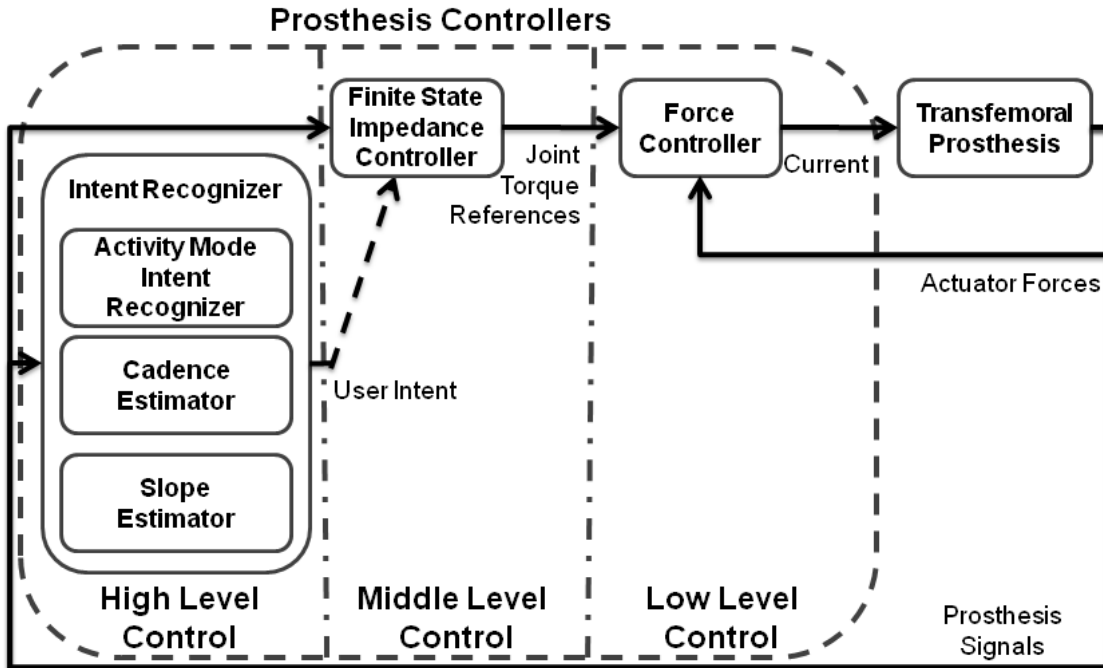 Prosthesis Controllers
Finite State
Impedance
Controller
Force
Controller
Transfemoral
Prosthesis
Joint
Torque
References
Current
Intent Recognizer
Activity Mode
Intent
Recognizer
Actuator Forces
Cadence
Estimator
User Intent
Slope
Estimator
High Level
Control
Middle Level
Control
Low Level
Control
Prosthesis
Signals